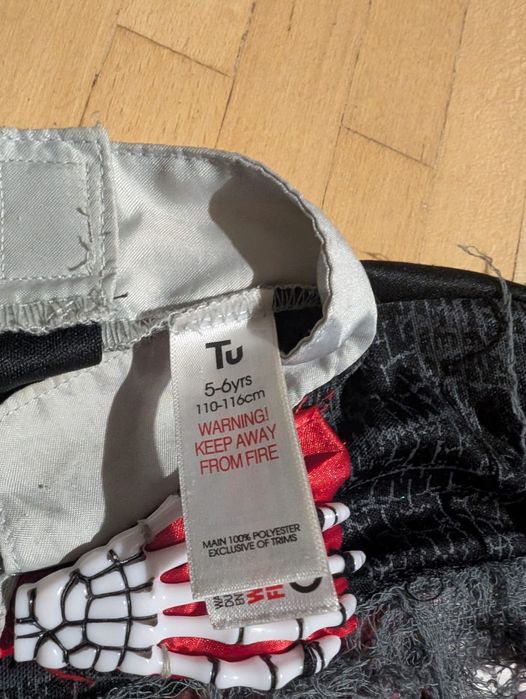 Tu
5-6yrs
110-116cm
WARNING!
KEEP AWAY
FROM FIRE
MAIN 100% POLYESTER
EXCLUSIVE OF TRIMS